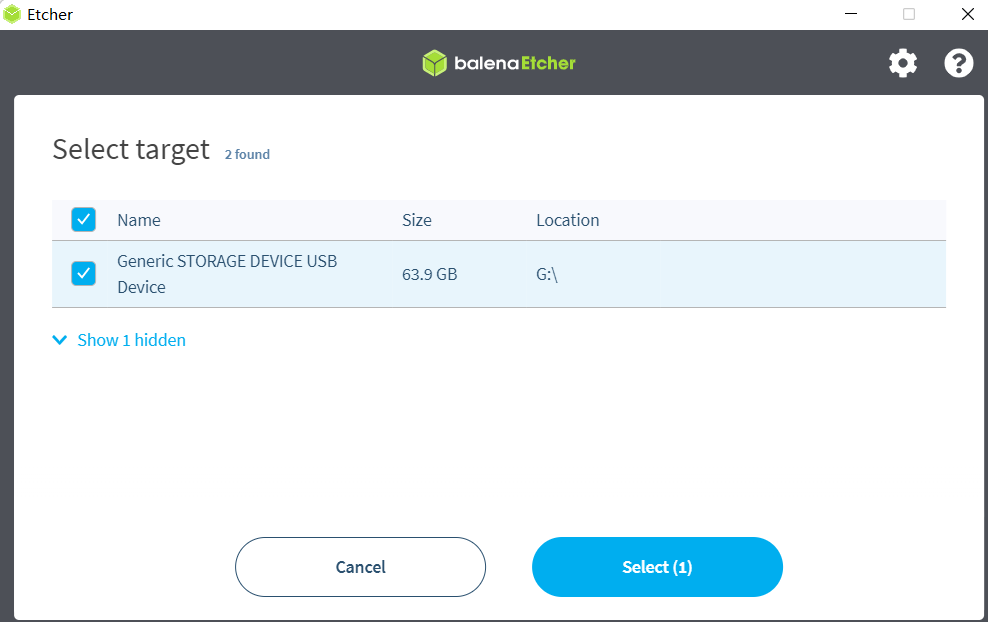 Etcher
balenaEtcher
Select target 2 found
Name Size Location
Generic STORAGE DEVICE USB
Device
63.9 GB G:\
Show 1 hidden
Cancel Select (1)